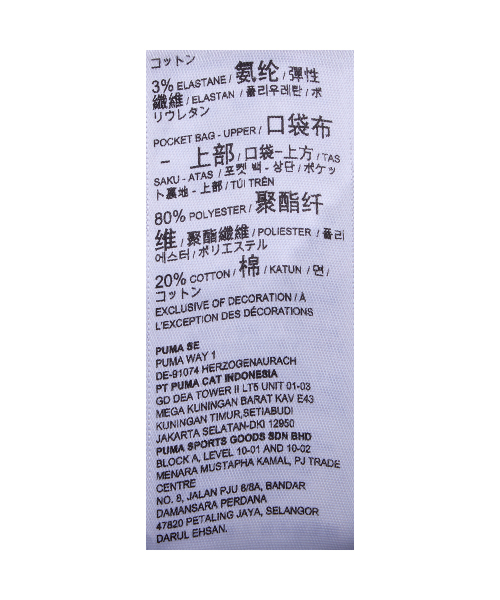 コットン
3% ELASTANE / 氨纶 / 彈性
纖維 / ELASTAN / 폴리우레탄 / ポ
リウレタン
POCKET BAG - UPPER / 口袋布
- 上部 / 口袋-上方 / TAS
SAKU - ATAS / 포켓 백 - 상단 / ポケッ
ト裏地 - 上部 / TÚI TRÊN
80% POLYESTER / 聚酯纤
维 / 聚酯纖維 / POLIESTER / 폴리
에스터 / ポリエステル
20% COTTON / 棉 / KATUN / 면 /
コットン
EXCLUSIVE OF DECORATION / À
L'EXCEPTION DES DÉCORATIONS
PUMA SE
PUMA WAY 1
DE-91074 HERZOGENAURACH
PT PUMA CAT INDONESIA
GD DEA TOWER II LT5 UNIT 01-03
MEGA KUNINGAN BARAT KAV E43
KUNINGAN TIMUR,SETIABUDI
JAKARTA SELATAN-DKI 12950
PUMA SPORTS GOODS SDN BHD
BLOCK A, LEVEL 10-01 AND 10-02
MENARA MUSTAPHA KAMAL, PJ TRADE
CENTRE
NO. 8, JALAN PJU 8/8A, BANDAR
DAMANSARA PERDANA
47820 PETALING JAYA, SELANGOR
DARUL EHSAN.